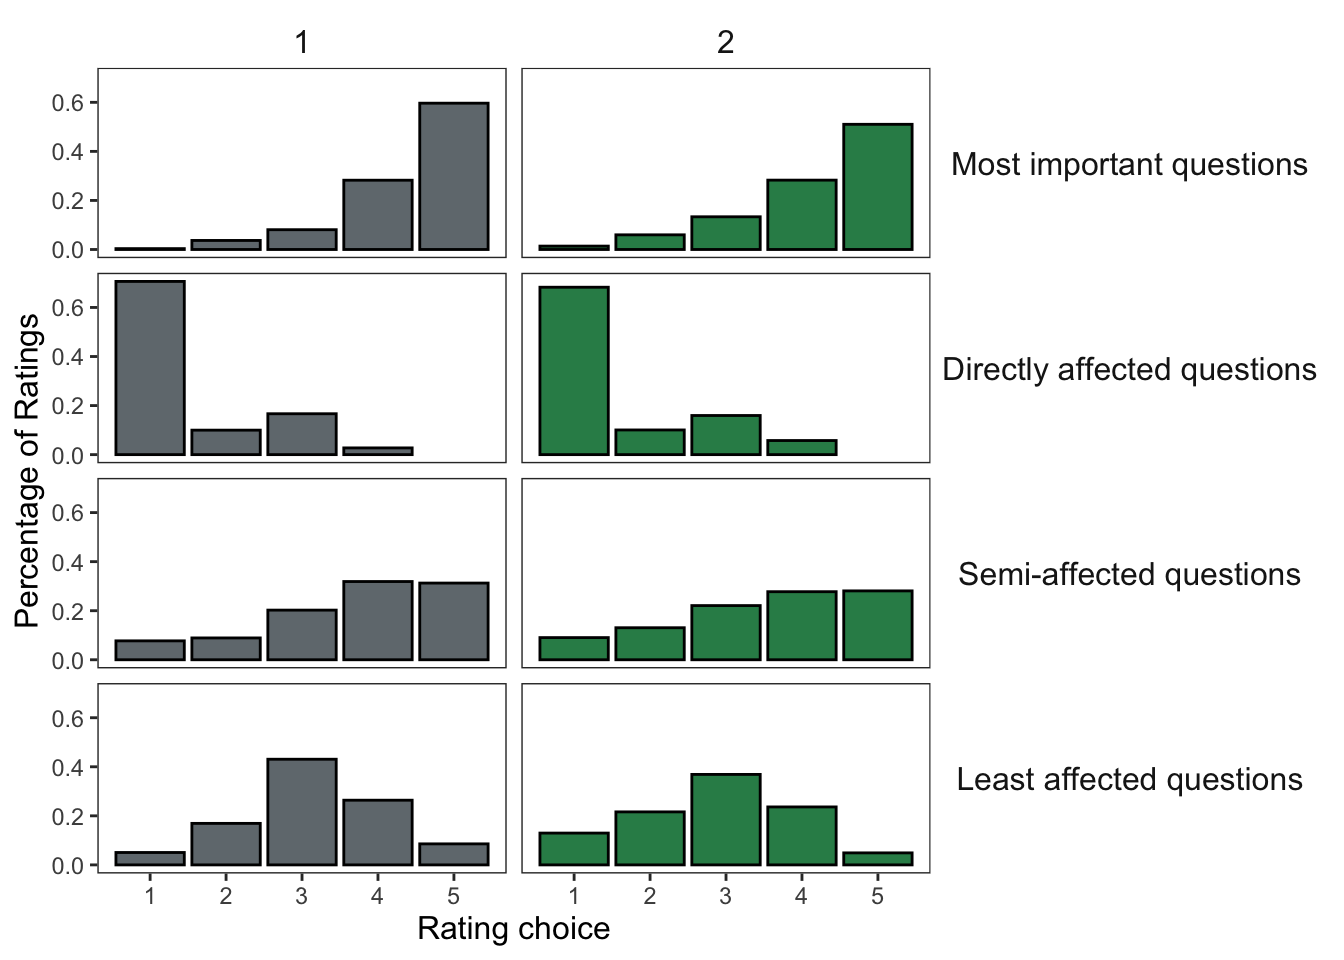 1
2
0.6
0.4
0.2
0.0
Most important questions
0.6
0.4
0.2
0.0
Directly affected questions
0.6
0.4
0.2
0.0
Semi-affected questions
0.6
0.4
0.2
0.0
Least affected questions
Percentage of Ratings
1 2 3 4 5
1 2 3 4 5
Rating choice